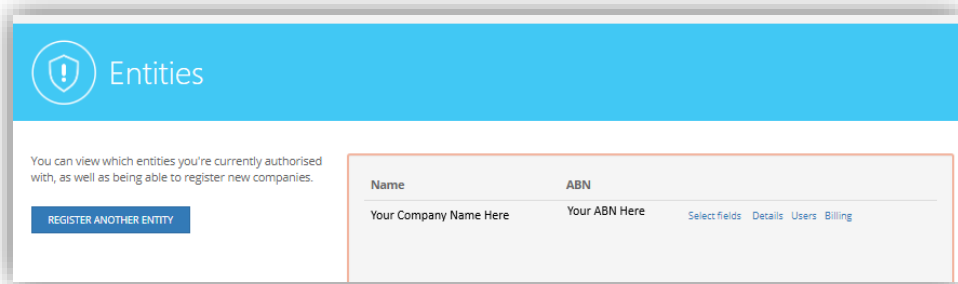 Entities
You can view which entities you're currently authorised
with, as well as being able to register new companies.
REGISTER ANOTHER ENTITY
Name ABN
Your Company Name Here Your ABN Here Select fields Details Users Billing